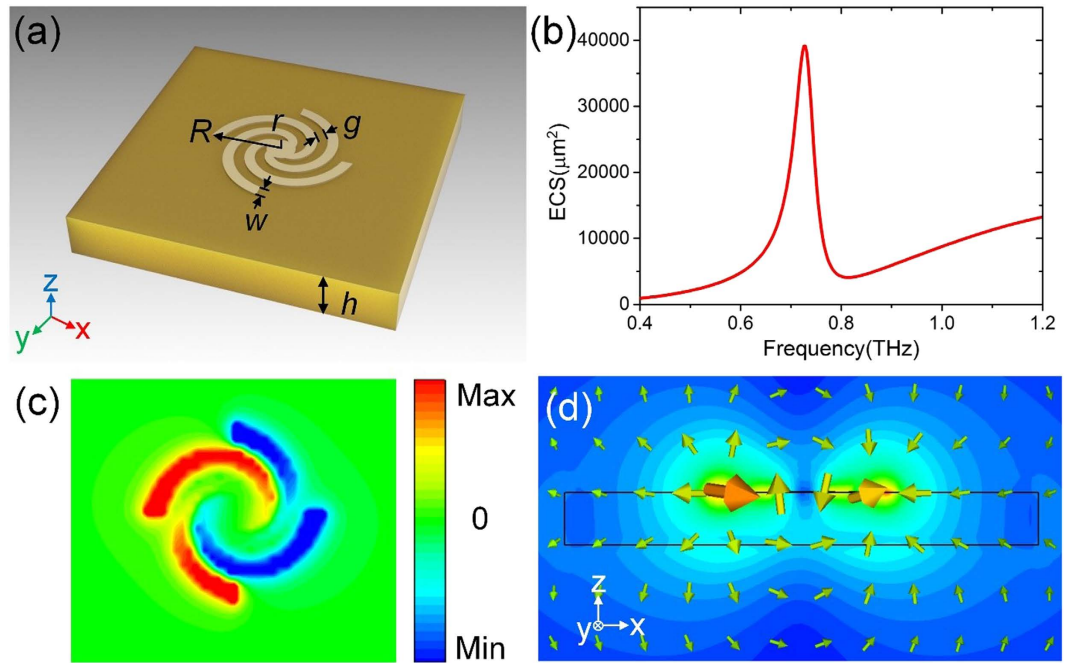 (a)
R
r
g
w
h
z
y
x
(b)
ECS(μm²)
40000
30000
20000
10000
0
0.4
0.6
0.8
1.0
1.2
Frequency(THz)
(c)
Max
0
Min
(d)
z
y
x